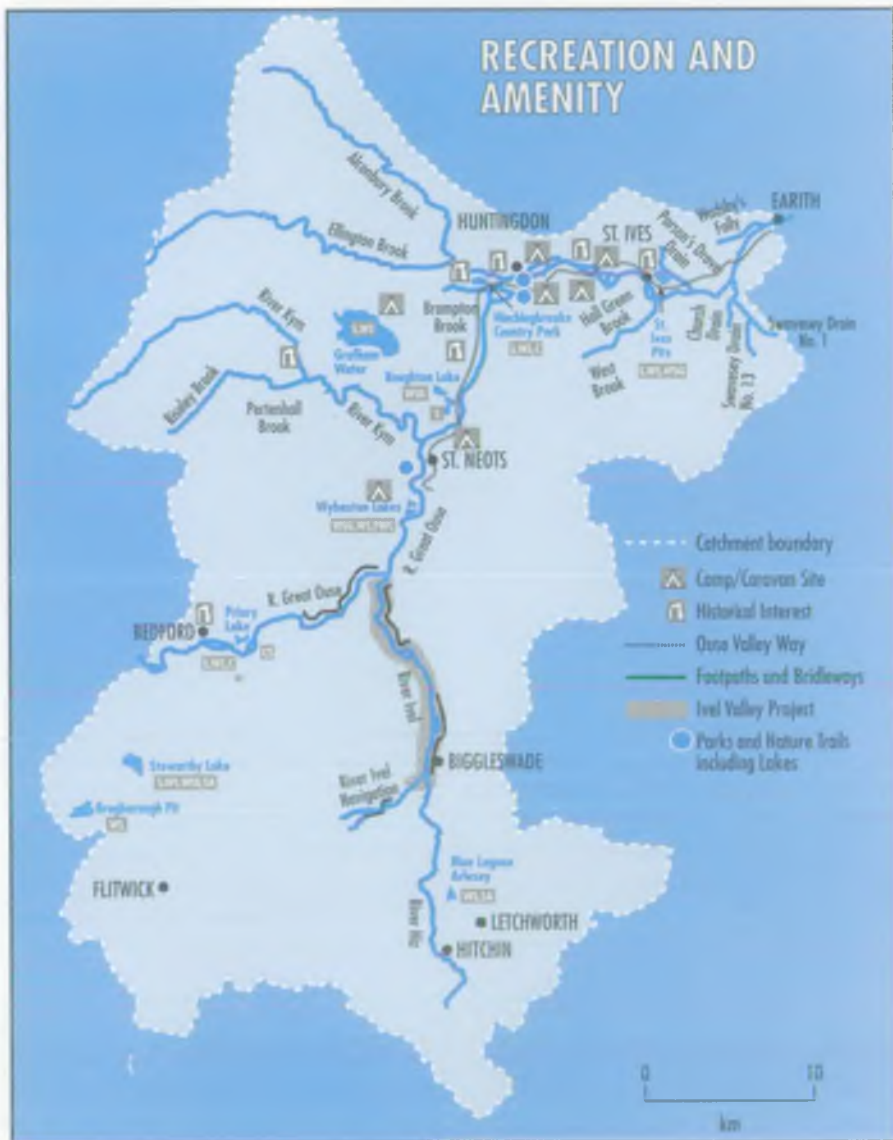 RECREATION AND
AMENITY
Alconbury Brook
Ellington Brook
HUNTINGDON
ST. IVES
Parson's Drove
Drain
EARITH
River Kym
Grafham
Water
Brampton
Brook
Hinchingbrooke
Country Park
Hall Green
Brook
St.
Ives
Pits
Church
Drain
Swavesey Drain
No. 1
Swavesey Drain
No.
West
Brook
Risley Brook
Pertenhall
Brook
River Kym
ST. NEOTS
Wyboston Lakes
R. Great Ouse
Catchment boundary
Camp/Caravan Site
Historical Interest
Ouse Valley Way
Footpaths and Bridleways
Ivel Valley Project
Parks and Nature Trails
including Lakes
R. Great Ouse
BEDFORD
Priory
Lake
River Ivel
BIGGLESWADE
River Ivel
Navigation
Stewartby Lake
Brogborough Pit
WS
FLITWICK
Blue Lagoon
Arlesey
WS,SA
LETCHWORTH
River Hiz
HITCHIN
0 10
km